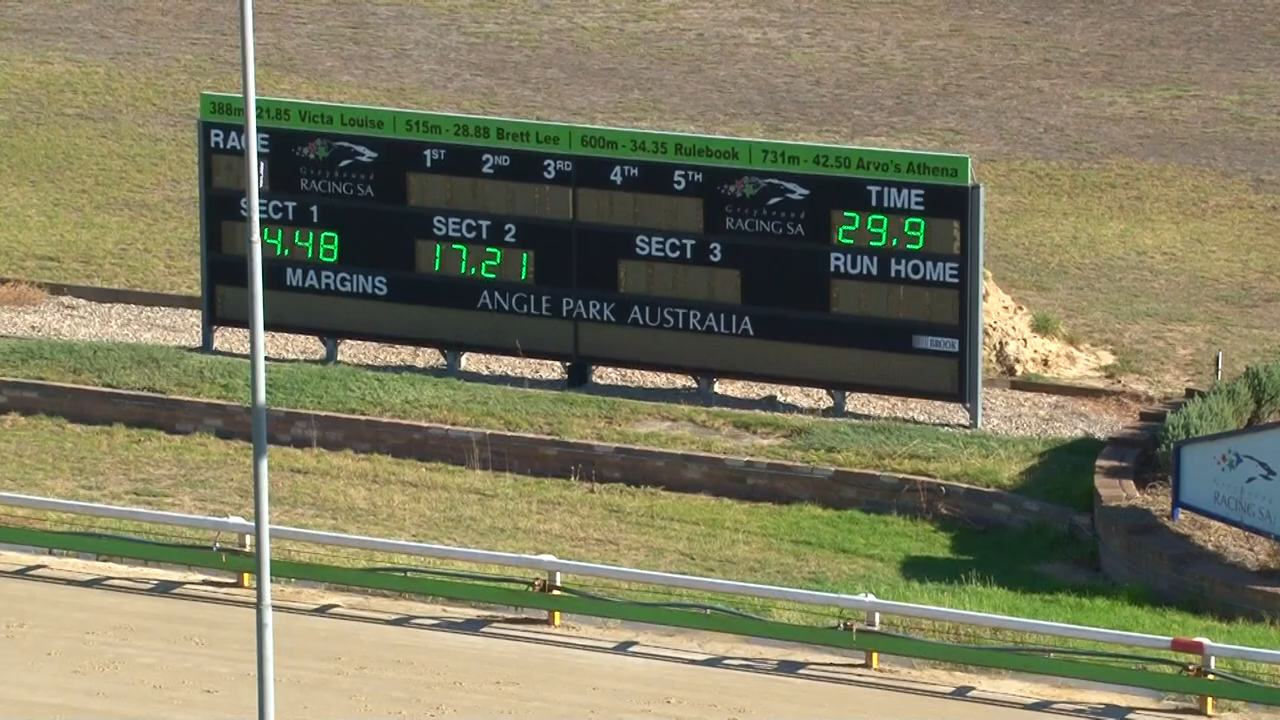 388m 21.85 Victa Louise | 515m - 28.88 Brett Lee | 600m - 34.35 Rulebook | 731m - 42.50 Arvo's Athena
RACE
Greyhound
RACING SA
1ST 2ND 3RD 4TH 5TH
Greyhound
RACING SA
TIME
29.9
SECT 1
4.48
SECT 2
17.21
SECT 3
RUN HOME
MARGINS
ANGLE PARK AUSTRALIA
BROOK
Greyhound
RACING SA